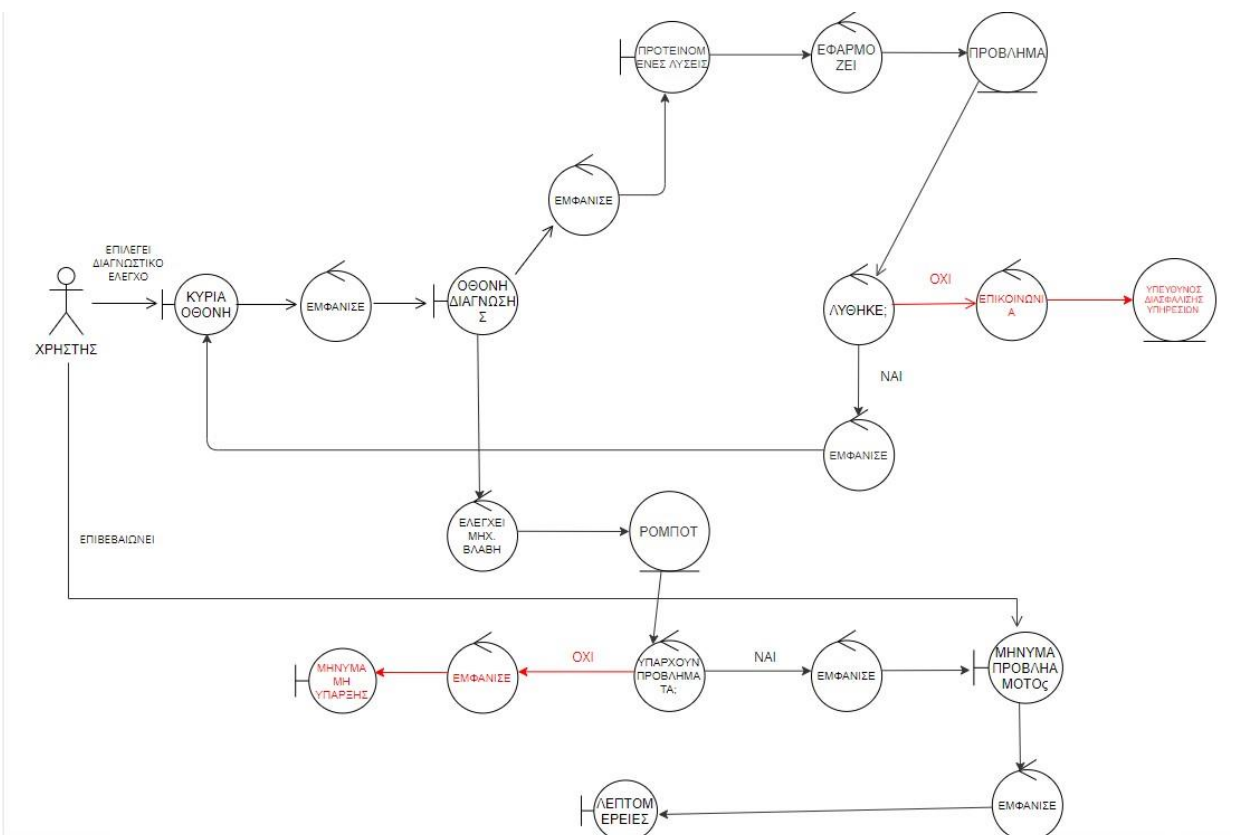 ΠΡΟΤΕΙΝΟΜ
ΕΝΕΣ ΛΥΣΕΙΣ
ΕΦΑΡΜΟ
ΖΕΙ
ΠΡΟΒΛΗΜΑ
ΕΜΦΑΝΙΣΕ
ΕΠΙΛΕΓΕΙ
ΔΙΑΓΝΩΣΤΙΚΟ
ΕΛΕΓΧΟ
ΧΡΗΣΤΗΣ
ΚΥΡΙΑ
ΟΘΟΝΗ
ΕΜΦΑΝΙΣΕ
ΟΘΟΝΗ
ΔΙΑΓΝΩΣΗ
Σ
ΛΥΘΗΚΕ;
ΟΧΙ
ΕΠΙΚΟΙΝΩΝΙ
Α
ΥΠΕΥΘΥΝΟΣ
ΔΙΑΣΦΑΛΙΣΗΣ
ΥΠΗΡΕΣΙΩΝ
ΝΑΙ
ΕΜΦΑΝΙΣΕ
ΕΛΕΓΧΕΙ
ΜΗΧ.
ΒΛΑΒΗ
ΡΟΜΠΟΤ
ΕΠΙΒΕΒΑΙΩΝΕΙ
ΜΗΝΥΜΑ
ΜΗ
ΥΠΑΡΞΗΣ
ΕΜΦΑΝΙΣΕ
ΟΧΙ
ΥΠΑΡΧΟΥΝ
ΠΡΟΒΛΗΜΑ
ΤΑ;
ΝΑΙ
ΕΜΦΑΝΙΣΕ
ΜΗΝΥΜΑ
ΠΡΟΒΛΗΑ
ΜΟΤΟς
ΕΜΦΑΝΙΣΕ
ΛΕΠΤΟΜ
ΕΡΕΙΕΣ